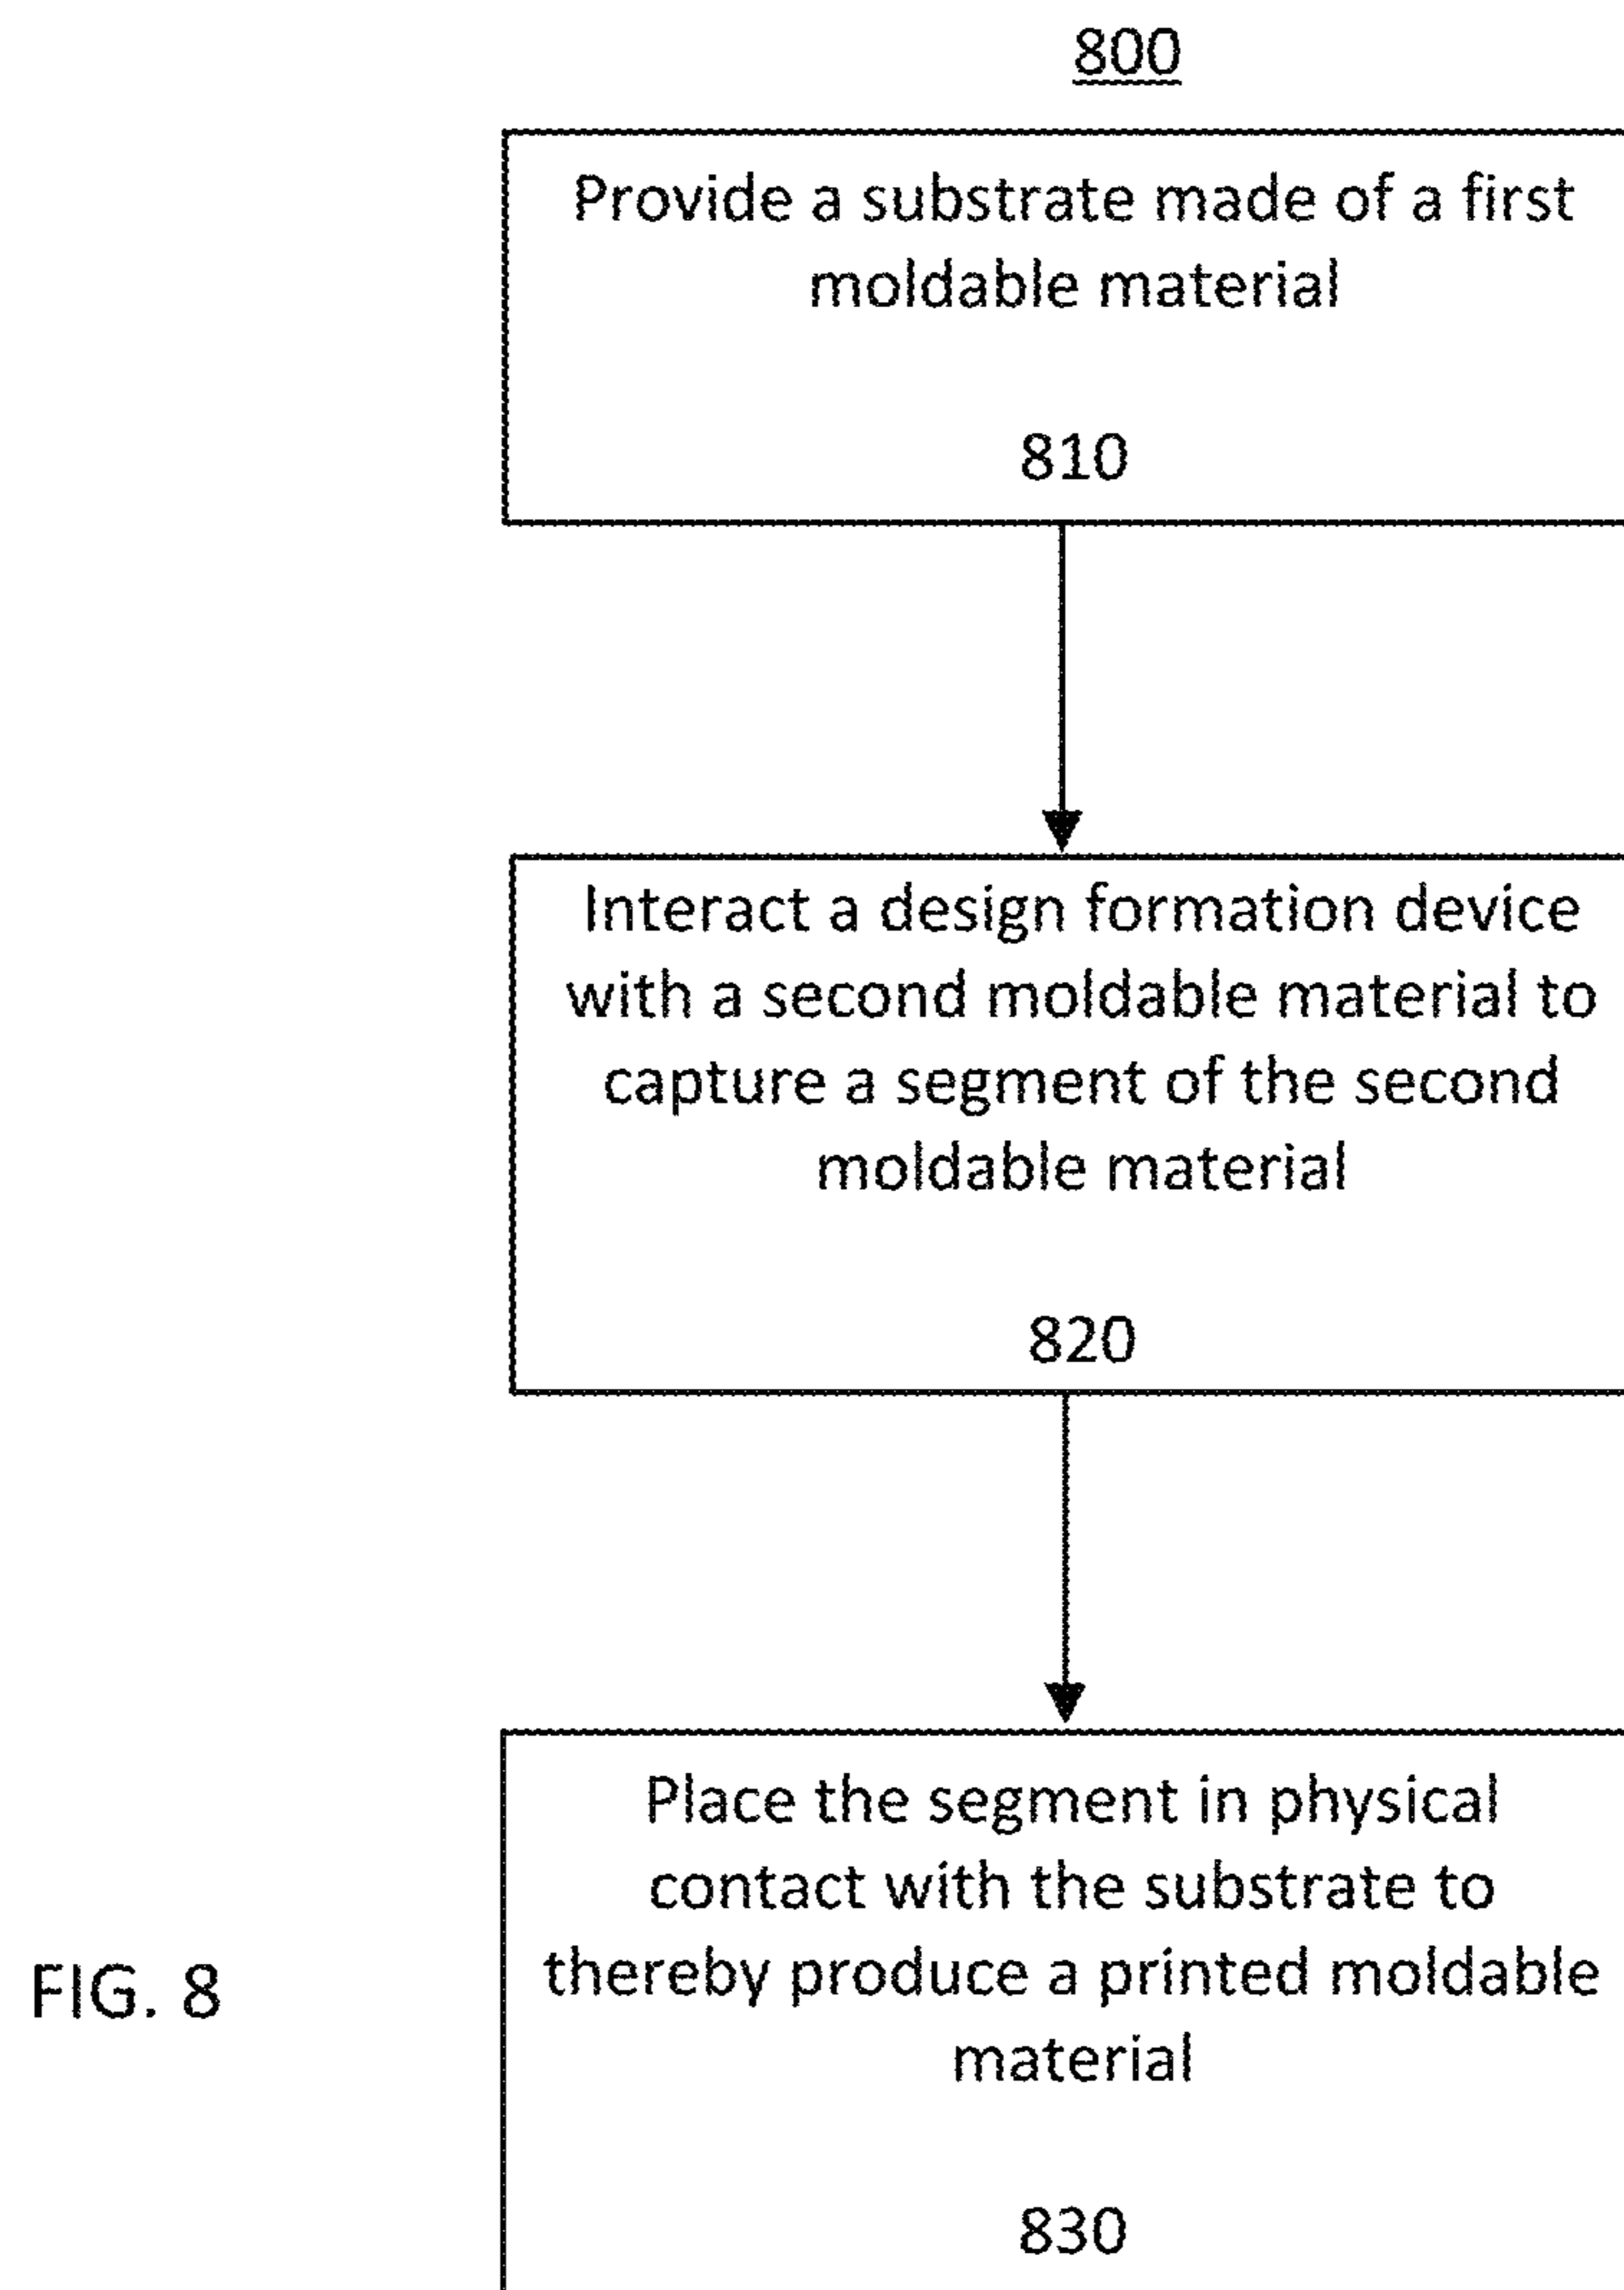 800
Provide a substrate made of a first
moldable material
810
Interact a design formation device
with a second moldable material to
capture a segment of the second
moldable material
820
Place the segment in physical
contact with the substrate to
thereby produce a printed moldable
material
830
FIG. 8